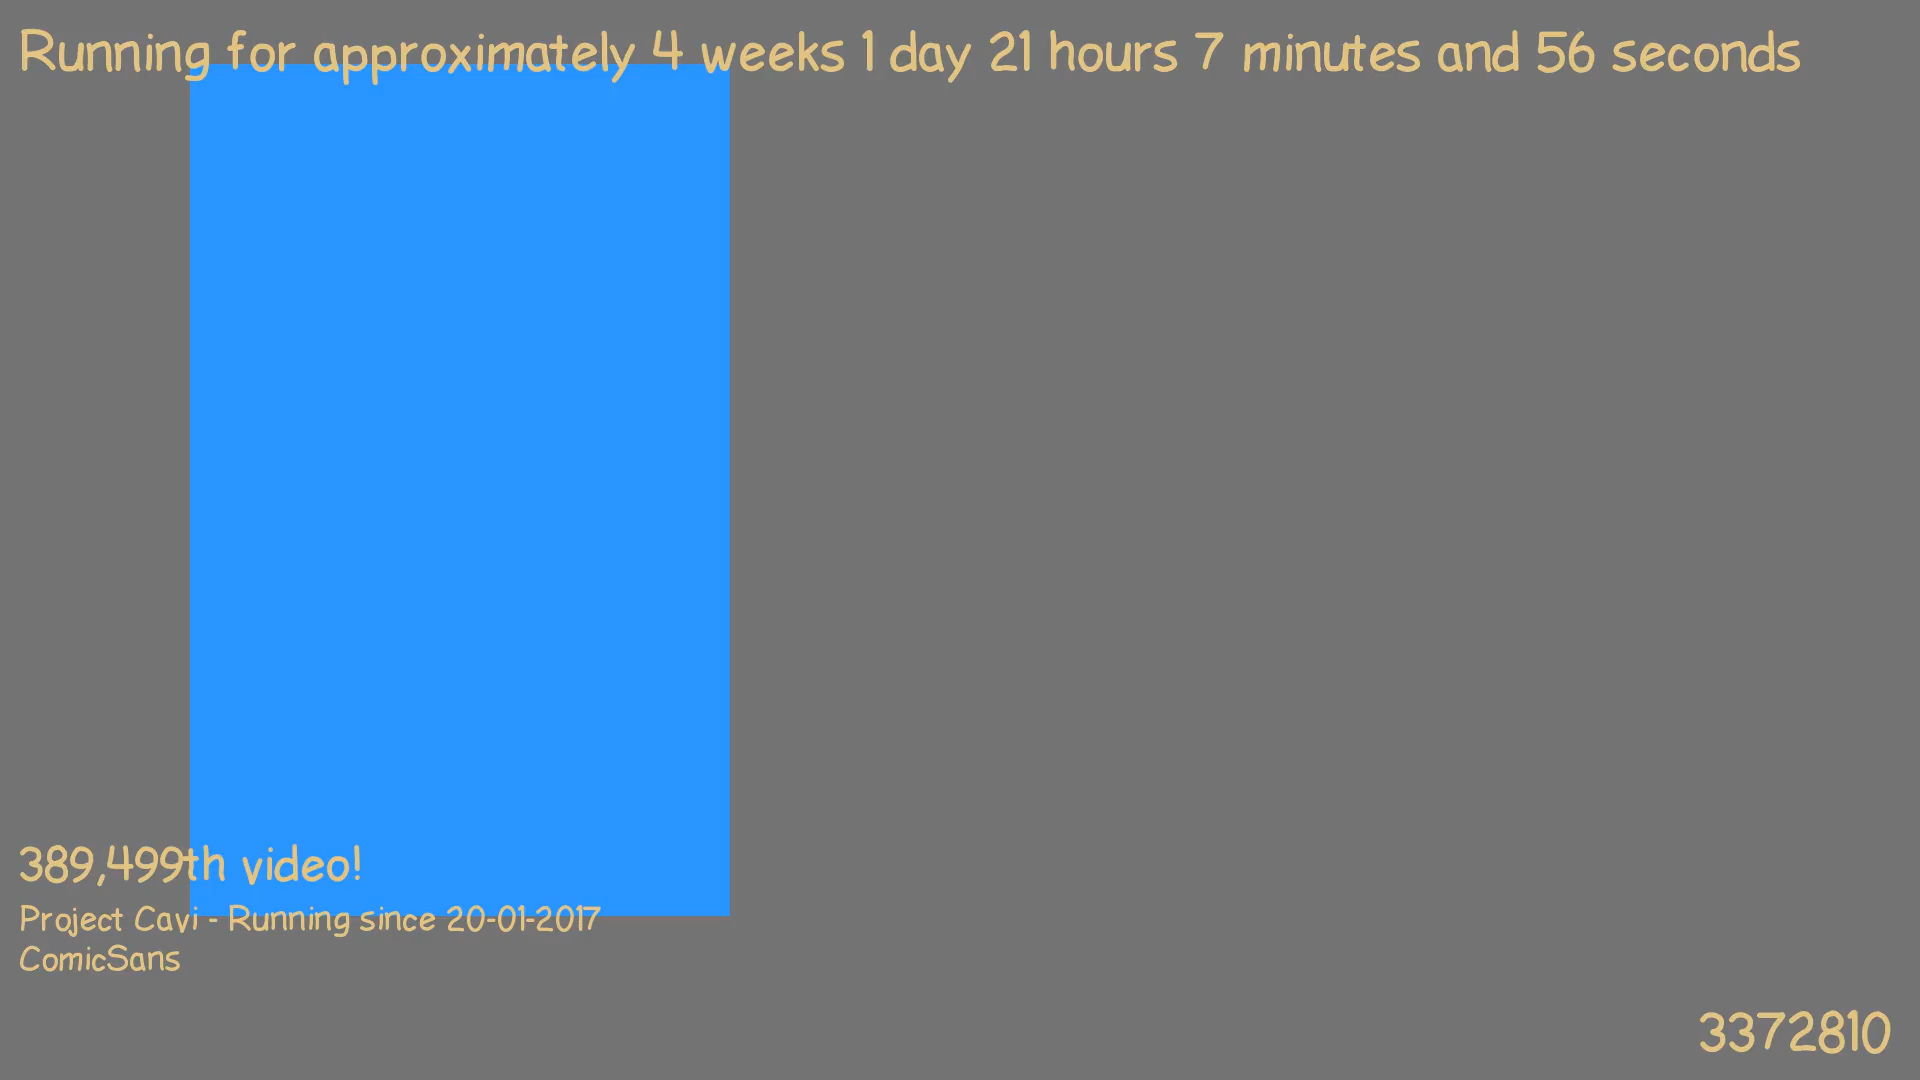 Running for approximately 4 weeks 1 day 21 hours 7 minutes and 56 seconds
389,499th video!
Project Cavi - Running since 20-01-2017
ComicSans
3372810